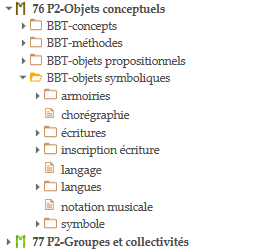 76 P2-Objets conceptuels
BBT-concepts
BBT-méthodes
BBT-objets propositionnels
BBT-objets symboliques
armoiries
chorégraphie
écritures
inscription écriture
langage
langues
notation musicale
symbole
77 P2-Groupes et collectivités